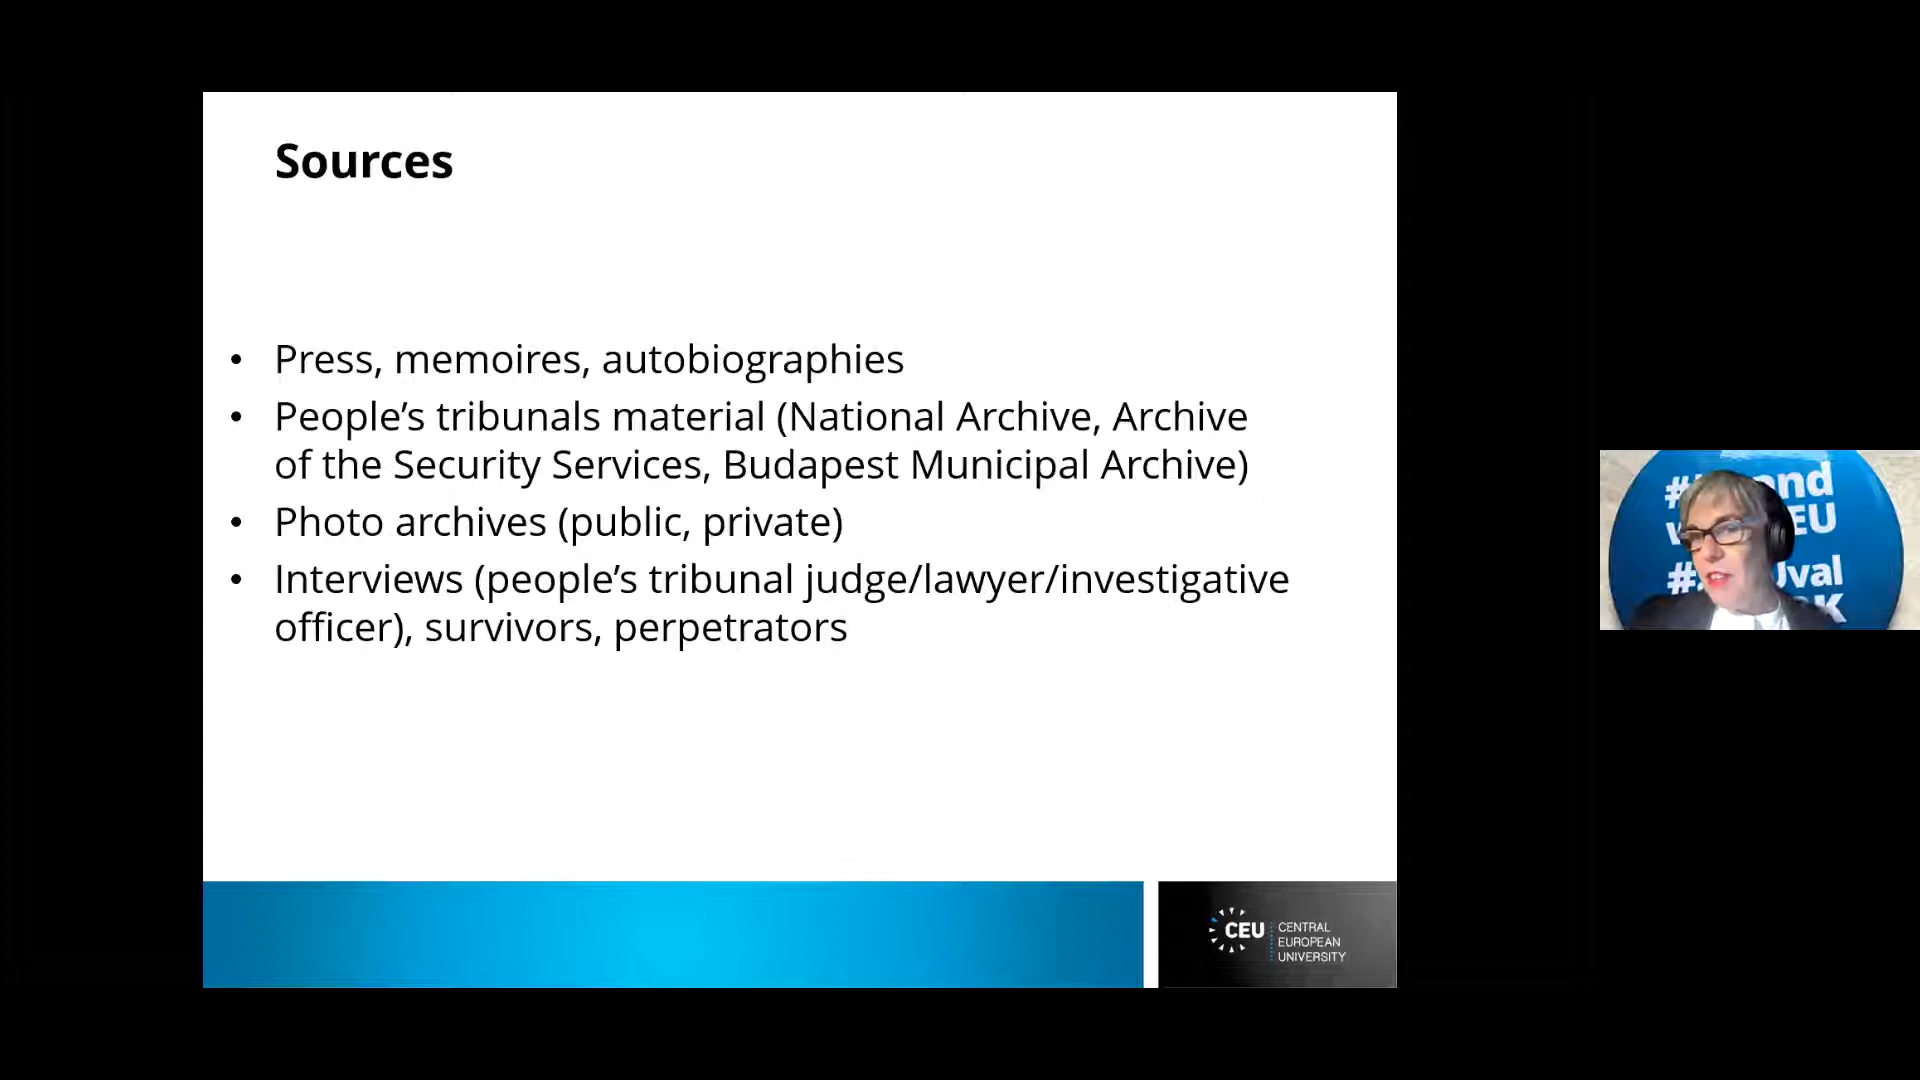 Sources
• Press, memoires, autobiographies
• People’s tribunals material (National Archive, Archive
of the Security Services, Budapest Municipal Archive)
• Photo archives (public, private)
• Interviews (people’s tribunal judge/lawyer/investigative
officer), survivors, perpetrators
CEU
CENTRAL
EUROPEAN
UNIVERSITY